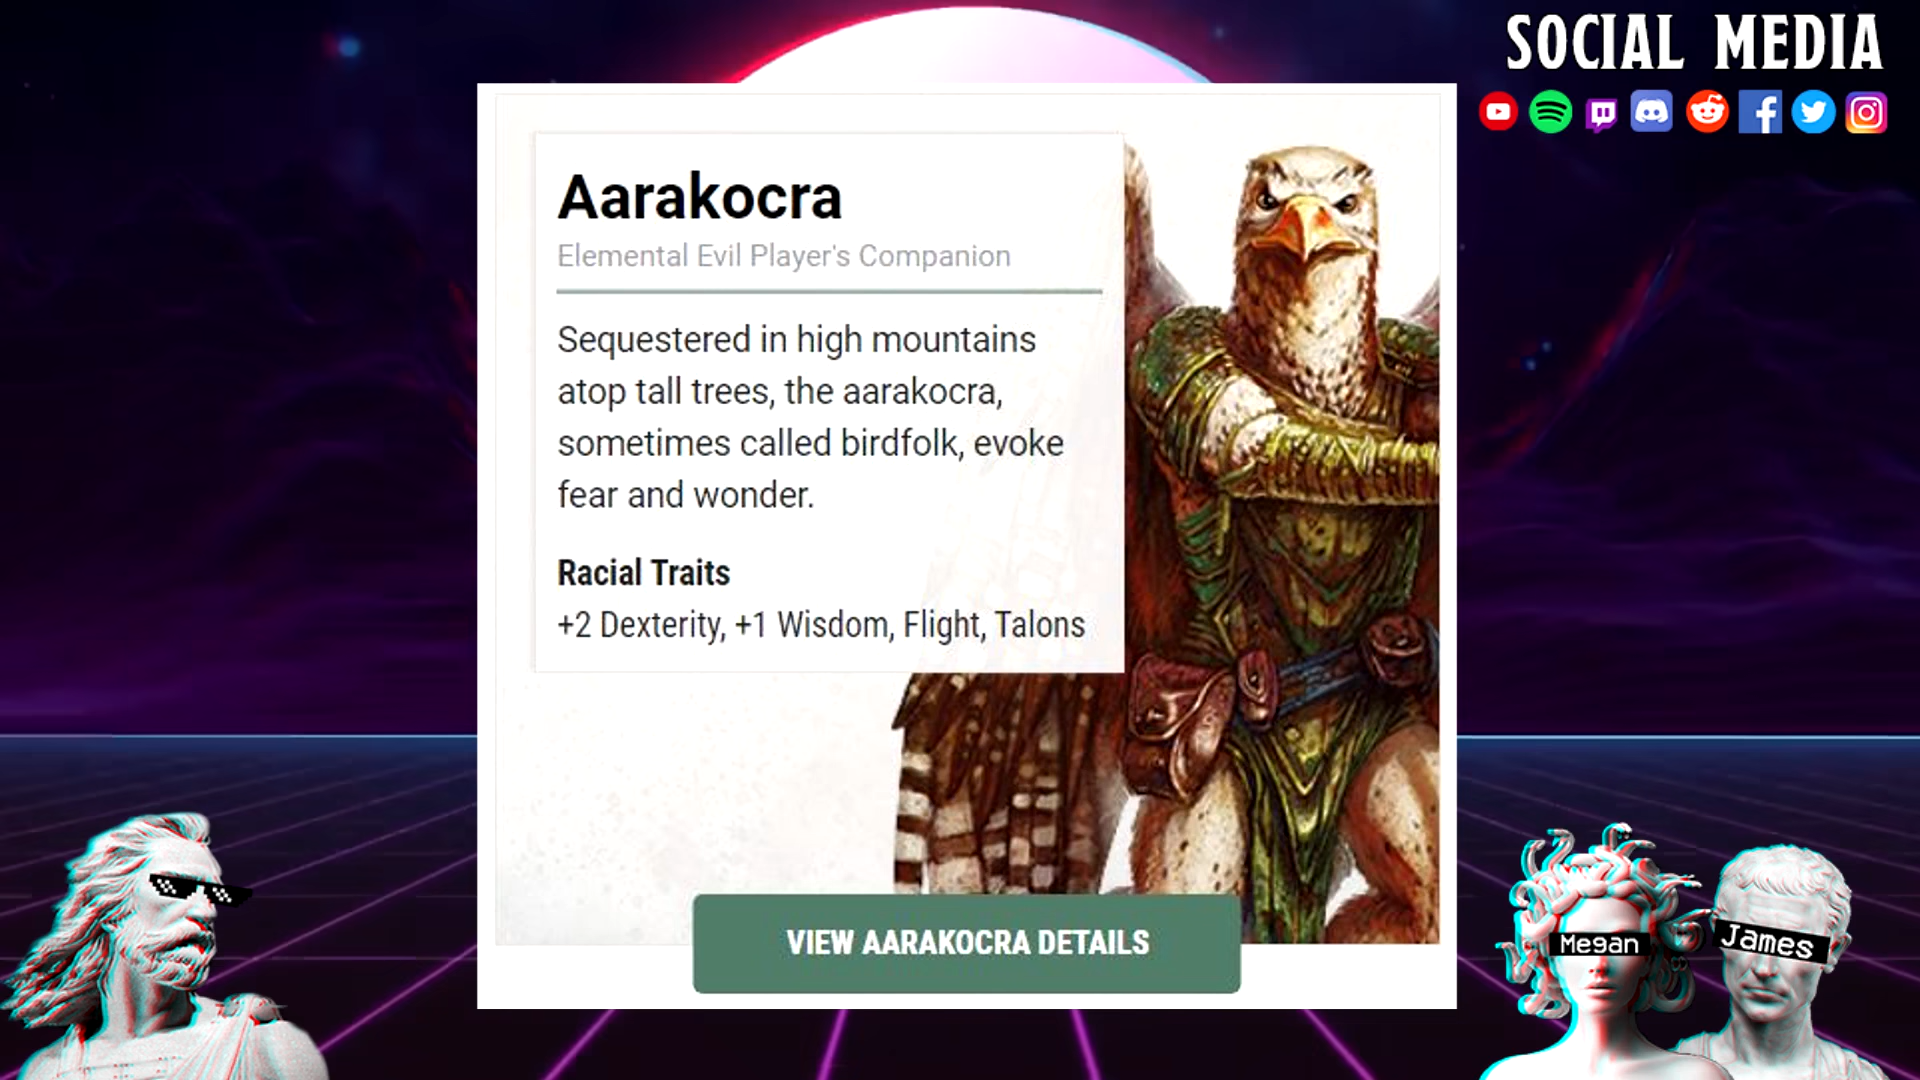 SOCIAL MEDIA
Aarakocra
Elemental Evil Player's Companion
Sequestered in high mountains
atop tall trees, the aarakocra,
sometimes called birdfolk, evoke
fear and wonder.
Racial Traits
+2 Dexterity, +1 Wisdom, Flight, Talons
VIEW AARAKOCRA DETAILS
Megan
James